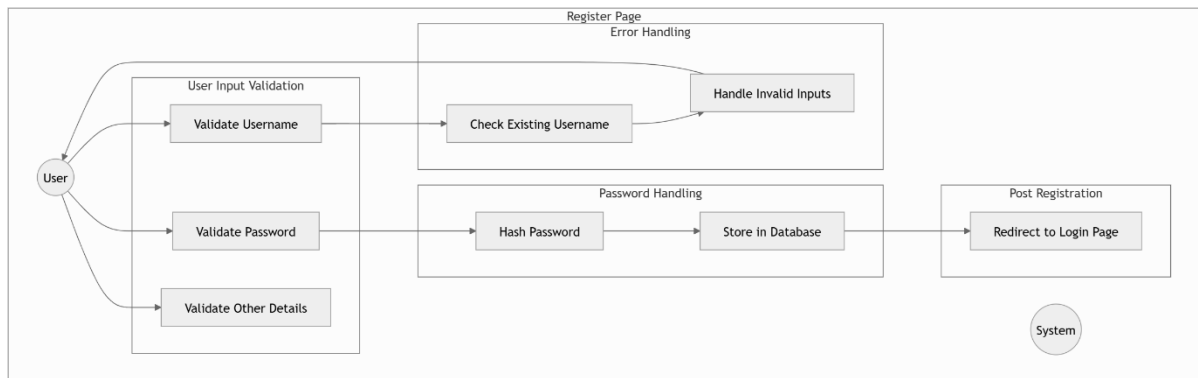 Register Page
Error Handling
User Input Validation
Handle Invalid Inputs
Validate Username
Check Existing Username
User
Password Handling
Post Registration
Validate Password
Hash Password
Store in Database
Redirect to Login Page
Validate Other Details
System